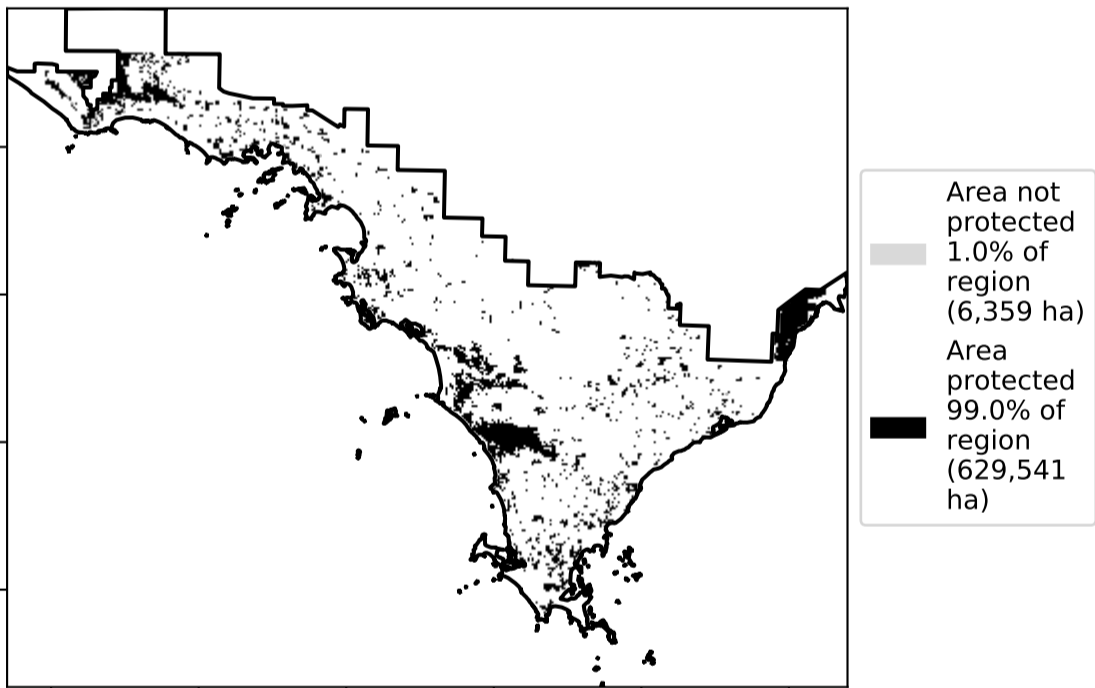 Area not
protected
1.0% of
region
(6,359 ha)
Area
protected
99.0% of
region
(629,541
ha)